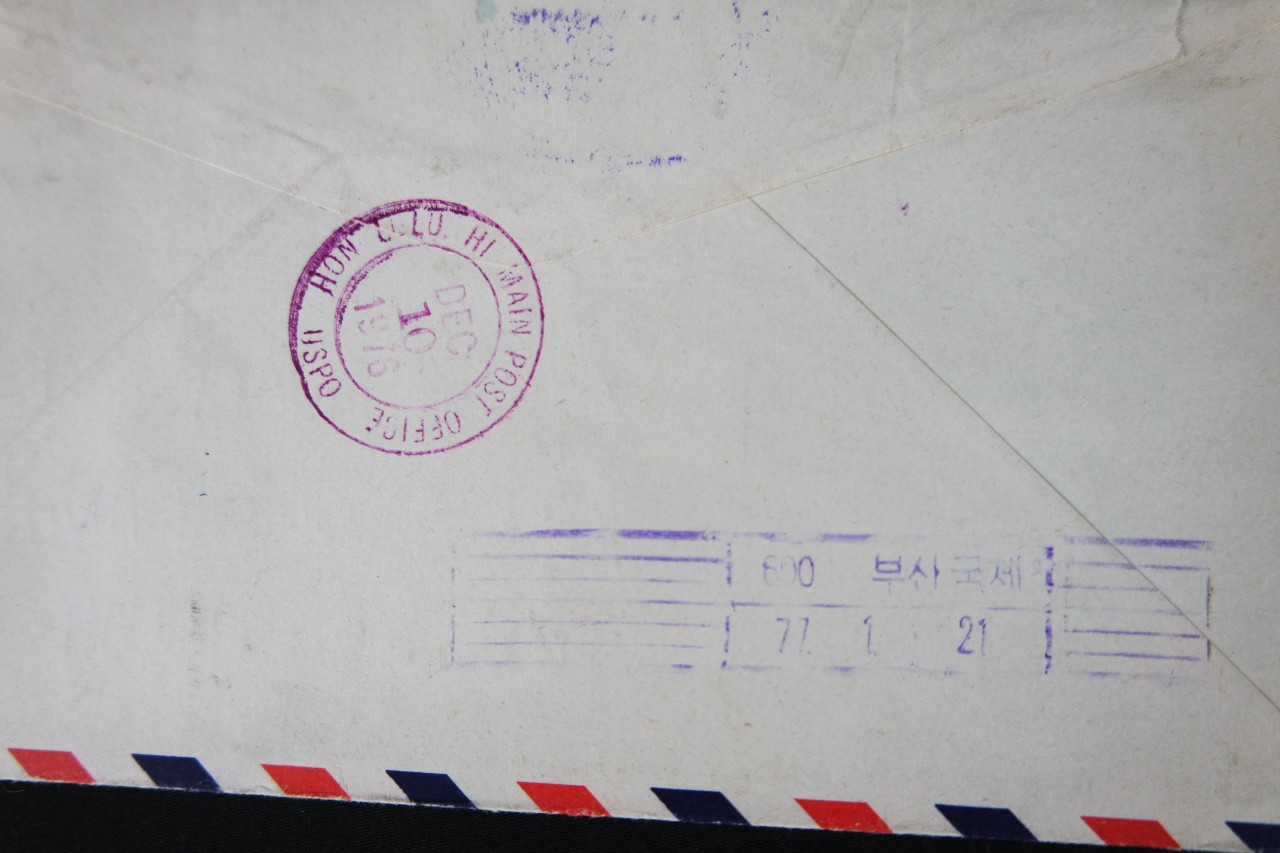 HONOLULU, HI MAIN POST OFFICE
USPO
DEC
10
1976
600 부산국제
77. 1. 21